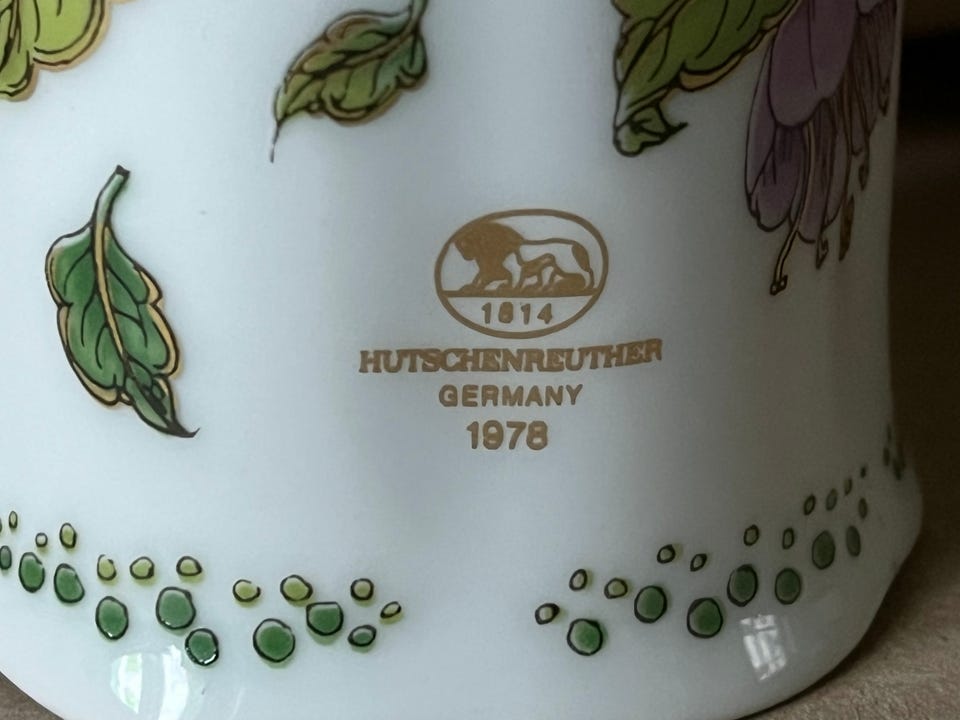 1814
HUTSCHENREUTHER
GERMANY
1978